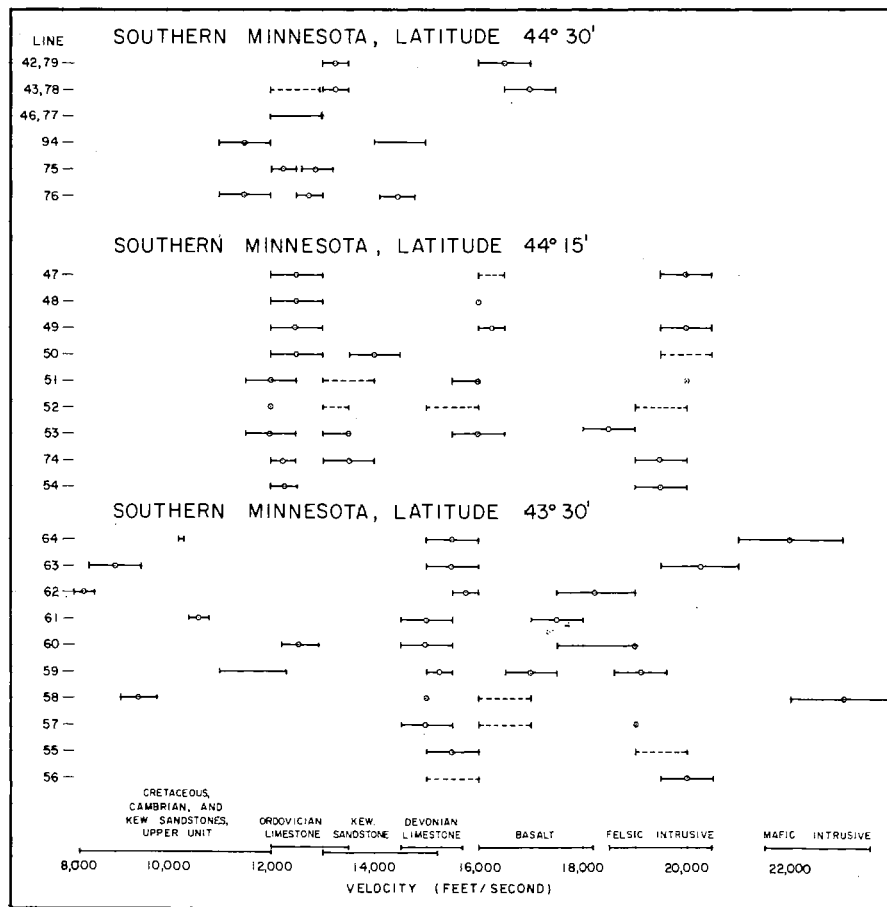 LINE
SOUTHERN MINNESOTA, LATITUDE 44° 30'
42,79
43,78
46,77
94
75
76
SOUTHERN MINNESOTA, LATITUDE 44° 15'
47
48
49
50
51
52
53
74
54
SOUTHERN MINNESOTA, LATITUDE 43° 30'
64
63
62
61
60
59
58
57
55
56
CRETACEOUS,
CAMBRIAN, AND
KEW SANDSTONES,
UPPER UNIT
ORDOVICIAN
LIMESTONE
KEW.
SANDSTONE
DEVONIAN
LIMESTONE
BASALT
FELSIC INTRUSIVE
MAFIC INTRUSIVE
8,000 10,000 12,000 14,000 16,000 18,000 20,000 22,000
VELOCITY (FEET/SECOND)